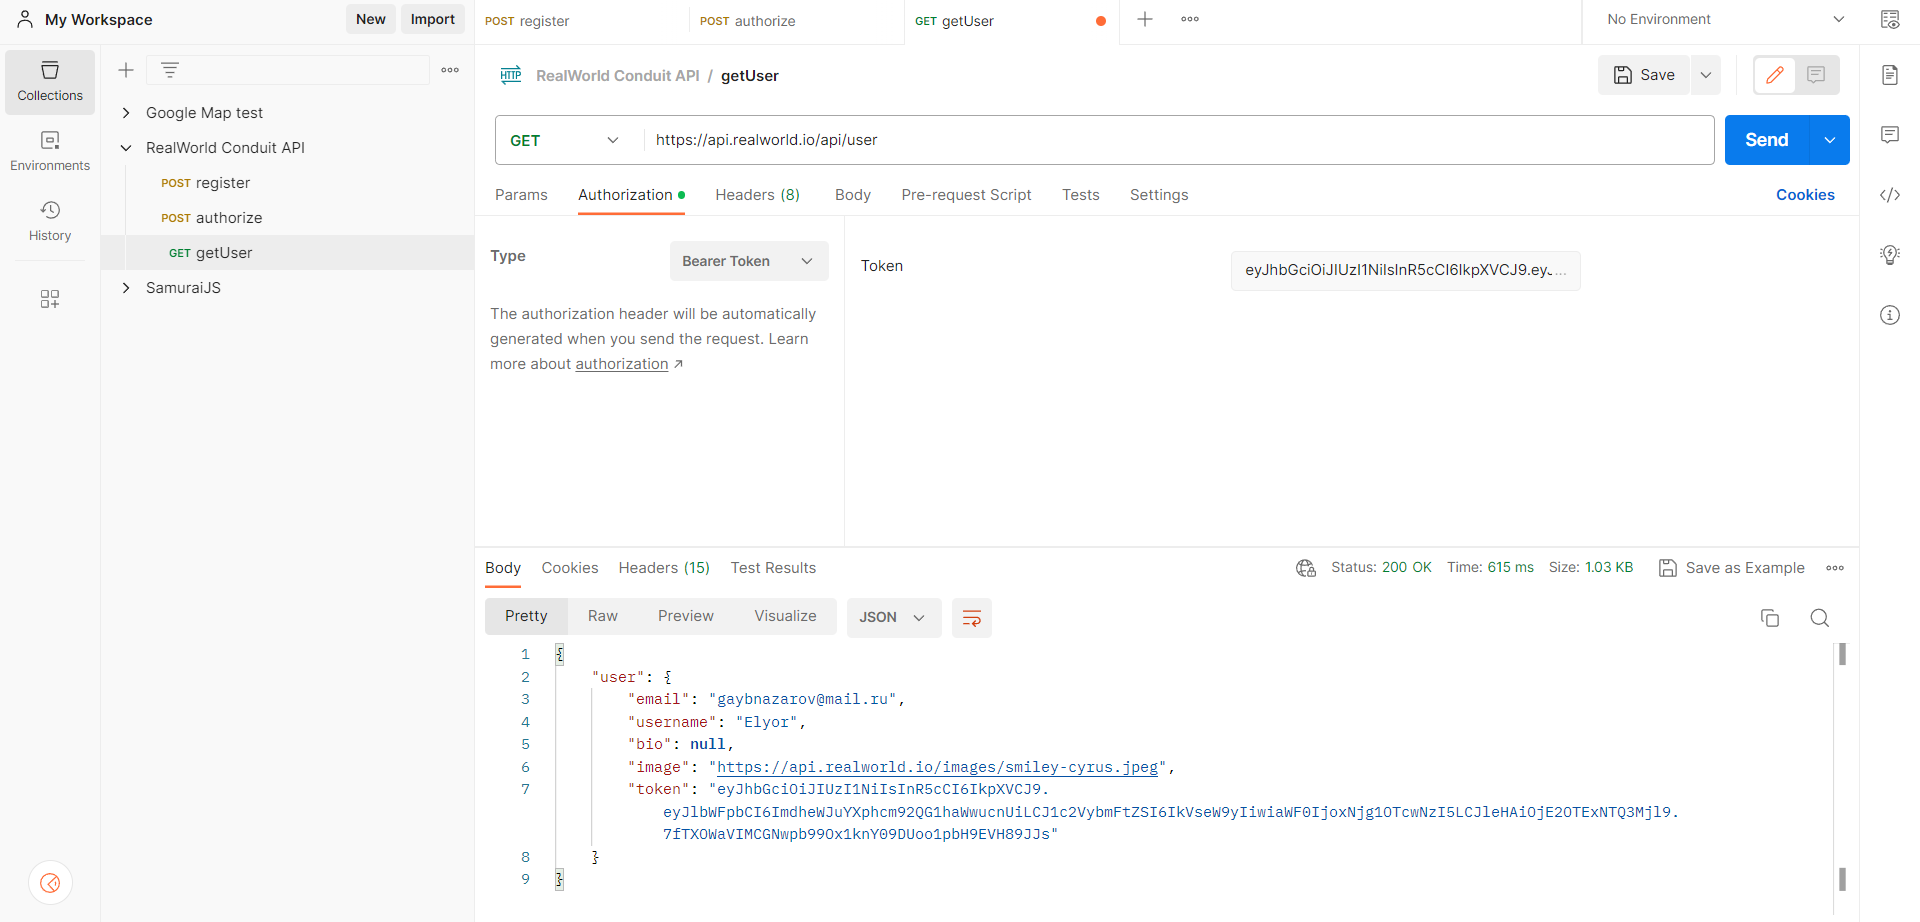 My Workspace
New
Import
POST register
POST authorize
GET getUser
No Environment
Collections
Environments
History
Google Map test
RealWorld Conduit API
POST register
POST authorize
GET getUser
SamuraiJS
HTTP RealWorld Conduit API / getUser
Save
GET
https://api.realworld.io/api/user
Send
Params
Authorization
Headers (8)
Body
Pre-request Script
Tests
Settings
Cookies
Type
Bearer Token
The authorization header will be automatically
generated when you send the request. Learn
more about authorization ↗
Token
eyJhbGciOiJIUzI1NiIsInR5cCI6IkpXVCJ9.eyJ...
Body
Cookies
Headers (15)
Test Results
Status: 200 OK
Time: 615 ms
Size: 1.03 KB
Save as Example
Pretty
Raw
Preview
Visualize
JSON
1 {
2 "user": {
3 "email": "gaybnazarov@mail.ru",
4 "username": "Elyor",
5 "bio": null,
6 "image": "https://api.realworld.io/images/smiley-cyrus.jpeg",
7 "token": "eyJhbGciOiJIUzI1NiIsInR5cCI6IkpXVCJ9.
eyJlbWFpbCI6ImdheWJuYXphcm92QG1haWwucnUiLCJ1c2VybmFtZSI6IkVseW9yIiwiaWF0IjoxNjg1OTcwNzI5LCJleHAiOjE2OTExNTQ3Mjl9.
7fTXOWaVIMCGNwpb99Ox1knY09DUoo1pbH9EVH89JJs"
8 }
9 }